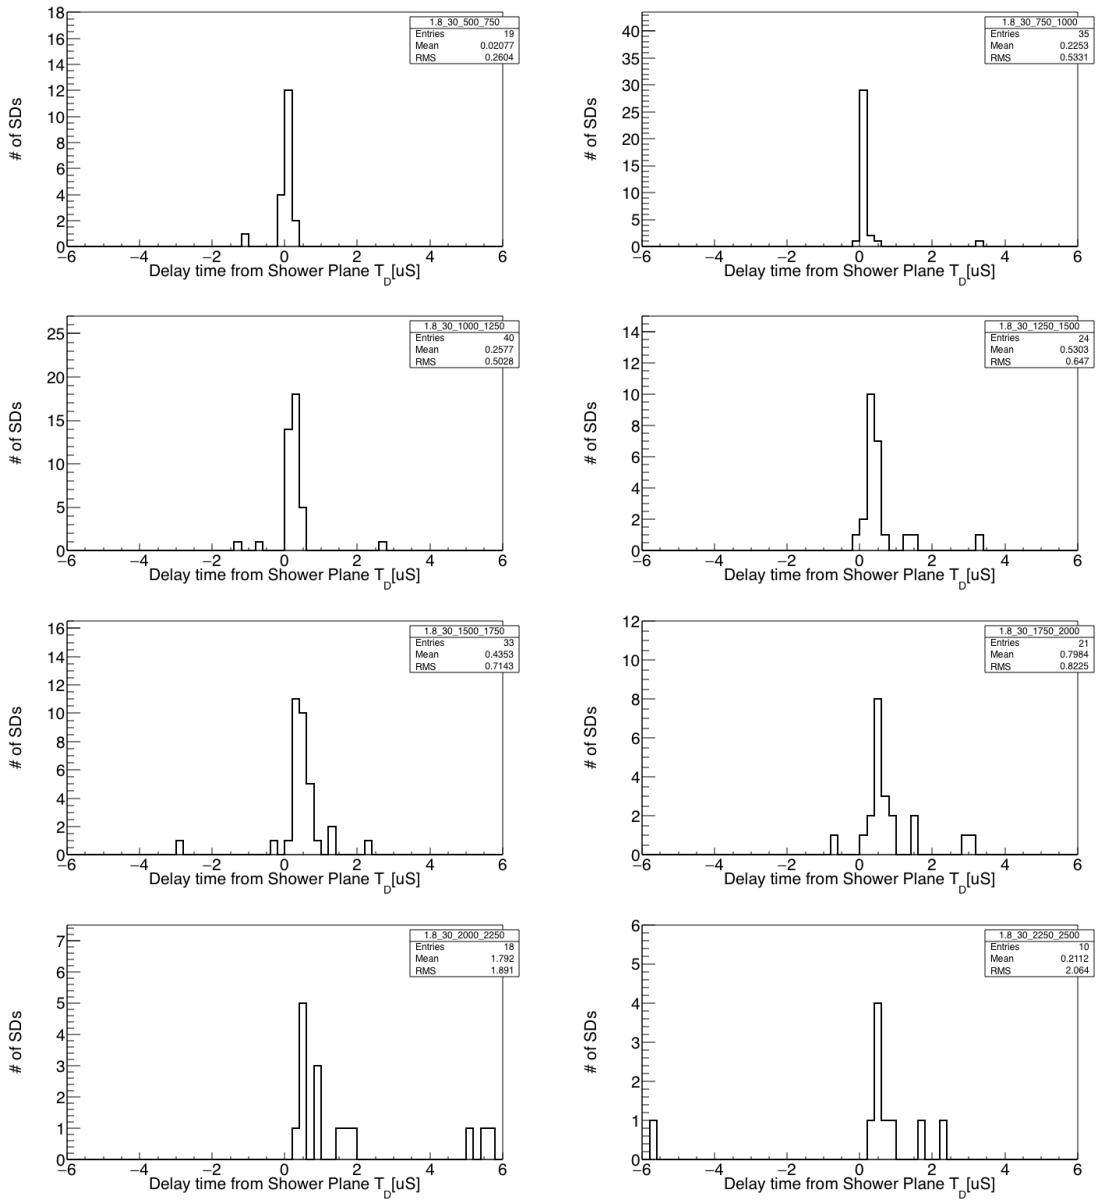 1.8_30_500_750
Entries 19
Mean 0.02077
RMS 0.2604
# of SDs
18
16
14
12
10
8
6
4
2
0
−6 −4 −2 0 2 4 6
Delay time from Shower Plane T_D[uS]
1.8_30_750_1000
Entries 35
Mean 0.2253
RMS 0.5331
# of SDs
40
35
30
25
20
15
10
5
0
−6 −4 −2 0 2 4 6
Delay time from Shower Plane T_D[uS]
1.8_30_1000_1250
Entries 40
Mean 0.2577
RMS 0.5028
# of SDs
25
20
15
10
5
0
−6 −4 −2 0 2 4 6
Delay time from Shower Plane T_D[uS]
1.8_30_1250_1500
Entries 24
Mean 0.5303
RMS 0.647
# of SDs
14
12
10
8
6
4
2
0
−6 −4 −2 0 2 4 6
Delay time from Shower Plane T_D[uS]
1.8_30_1500_1750
Entries 33
Mean 0.4353
RMS 0.7143
# of SDs
16
14
12
10
8
6
4
2
0
−6 −4 −2 0 2 4 6
Delay time from Shower Plane T_D[uS]
1.8_30_1750_2000
Entries 21
Mean 0.7984
RMS 0.8225
# of SDs
12
10
8
6
4
2
0
−6 −4 −2 0 2 4 6
Delay time from Shower Plane T_D[uS]
1.8_30_2000_2250
Entries 18
Mean 1.792
RMS 1.891
# of SDs
7
6
5
4
3
2
1
0
−6 −4 −2 0 2 4 6
Delay time from Shower Plane T_D[uS]
1.8_30_2250_2500
Entries 10
Mean 0.2112
RMS 2.064
# of SDs
6
5
4
3
2
1
0
−6 −4 −2 0 2 4 6
Delay time from Shower Plane T_D[uS]